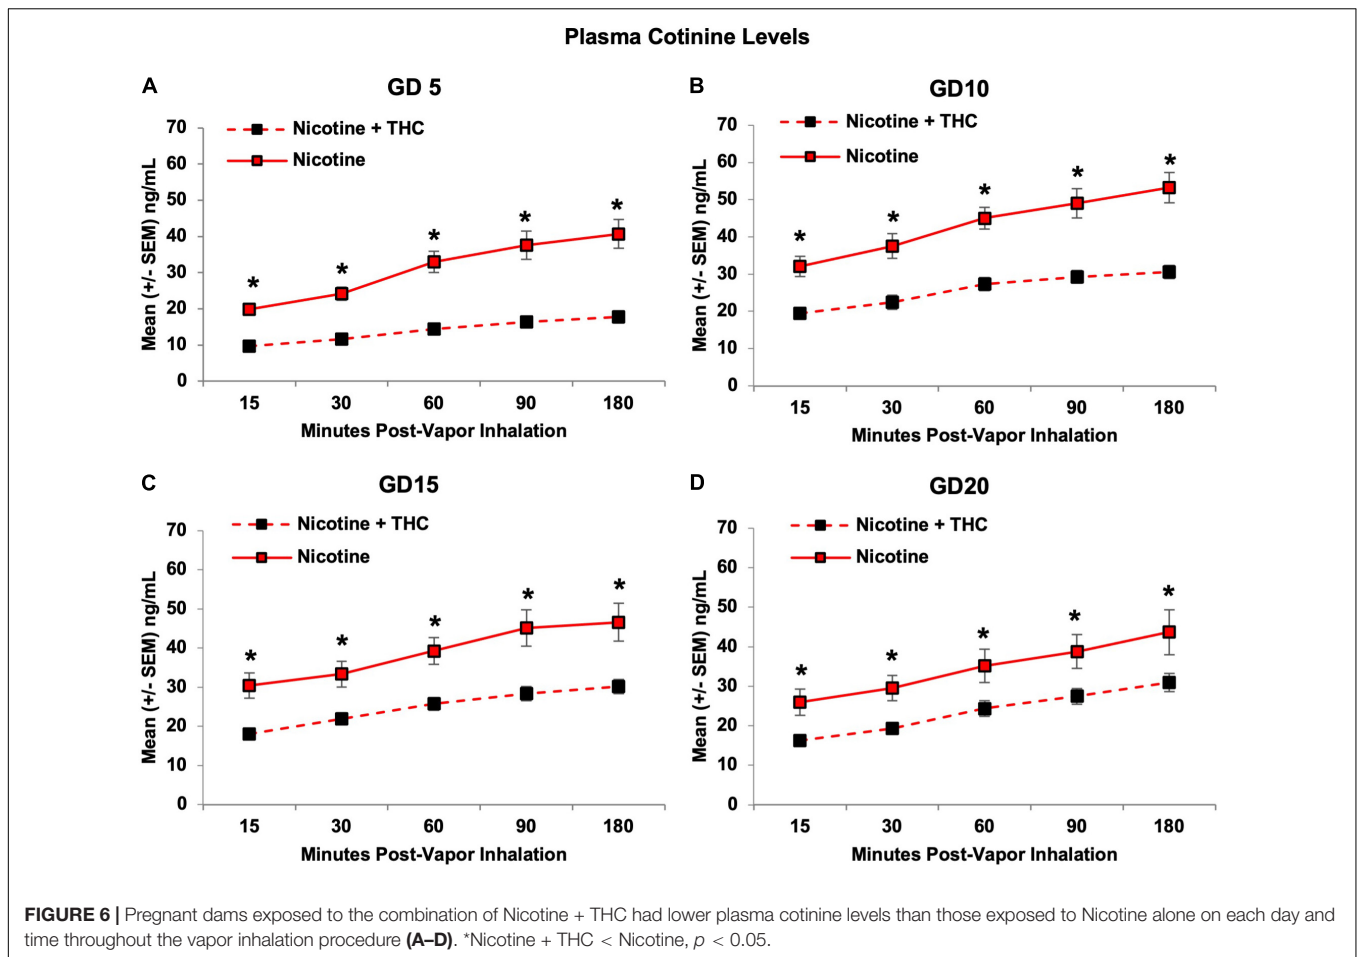 Plasma Cotinine Levels
A
GD 5
Nicotine + THC
Nicotine
*
*
*
*
*
Mean (+/- SEM) ng/mL
70
60
50
40
30
20
10
0
15 30 60 90 180
Minutes Post-Vapor Inhalation
B
GD10
Nicotine + THC
Nicotine
*
*
*
*
*
Mean (+/- SEM) ng/mL
70
60
50
40
30
20
10
0
15 30 60 90 180
Minutes Post-Vapor Inhalation
C
GD15
Nicotine + THC
Nicotine
*
*
*
*
*
Mean (+/- SEM) ng/mL
70
60
50
40
30
20
10
0
15 30 60 90 180
Minutes Post-Vapor Inhalation
D
GD20
Nicotine + THC
Nicotine
*
*
*
*
*
Mean (+/- SEM) ng/mL
70
60
50
40
30
20
10
0
15 30 60 90 180
Minutes Post-Vapor Inhalation
FIGURE 6 | Pregnant dams exposed to the combination of Nicotine + THC had lower plasma cotinine levels than those exposed to Nicotine alone on each day and
time throughout the vapor inhalation procedure (A–D). *Nicotine + THC < Nicotine, p < 0.05.